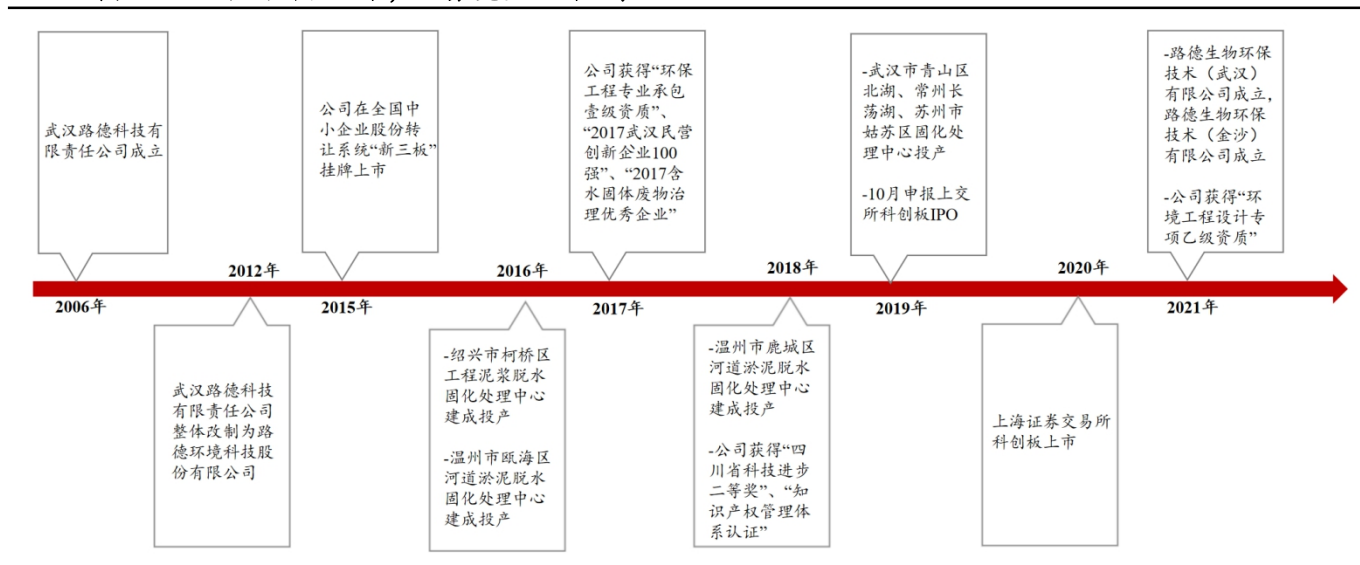 武汉路德科技有
限责任公司成立
公司在全国中
小企业股份转
让系统“新三板”
挂牌上市
公司获得“环保
工程专业承包
壹级资质”、
“2017武汉民营
创新企业100
强”、“2017含
水固体废物治
理优秀企业”
-武汉市青山区
北湖、常州长
荡湖、苏州市
姑苏区固化处
理中心投产
-10月申报上交
所科创板IPO
-路德生物环保
技术（武汉）
有限公司成立,
路德生物环保
技术（金沙）
有限公司成立
-公司获得“环
境工程设计专
项乙级资质”
2012年
2016年
2018年
2020年
2006年
2015年
2017年
2019年
2021年
武汉路德科技
有限责任公司
整体改制为路
德环境科技股
份有限公司
-绍兴市柯桥区
工程泥浆脱水
固化处理中心
建成投产
-温州市瓯海区
河道淤泥脱水
固化处理中心
建成投产
-温州市鹿城区
河道淤泥脱水
固化处理中心
建成投产
-公司获得“四
川省科技进步
二等奖”、“知
识产权管理体
系认证”
上海证券交易所
科创板上市